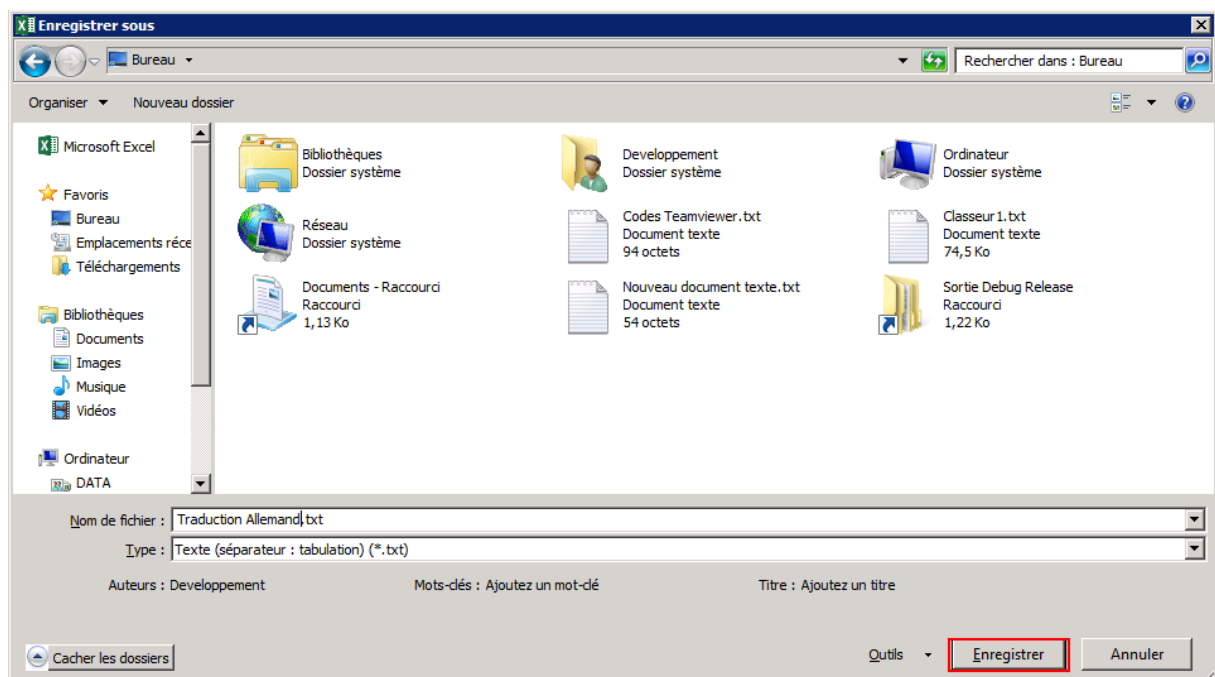 Enregistrer sous
Bureau
Rechercher dans : Bureau
Organiser
Nouveau dossier
Microsoft Excel
Favoris
Bureau
Emplacements réce
Téléchargements
Bibliothèques
Documents
Images
Musique
Vidéos
Ordinateur
DATA
Bibliothèques
Dossier système
Developpement
Dossier système
Ordinateur
Dossier système
Réseau
Dossier système
Codes Teamviewer.txt
Document texte
94 octets
Classeur1.txt
Document texte
74,5 Ko
Documents - Raccourci
Raccourci
1,13 Ko
Nouveau document texte.txt
Document texte
54 octets
Sortie Debug Release
Raccourci
1,22 Ko
Nom de fichier : Traduction Allemand.txt
Type : Texte (séparateur : tabulation) (*.txt)
Auteurs : Developpement
Mots-clés : Ajoutez un mot-clé
Titre : Ajoutez un titre
Cacher les dossiers
Outils
Enregistrer
Annuler